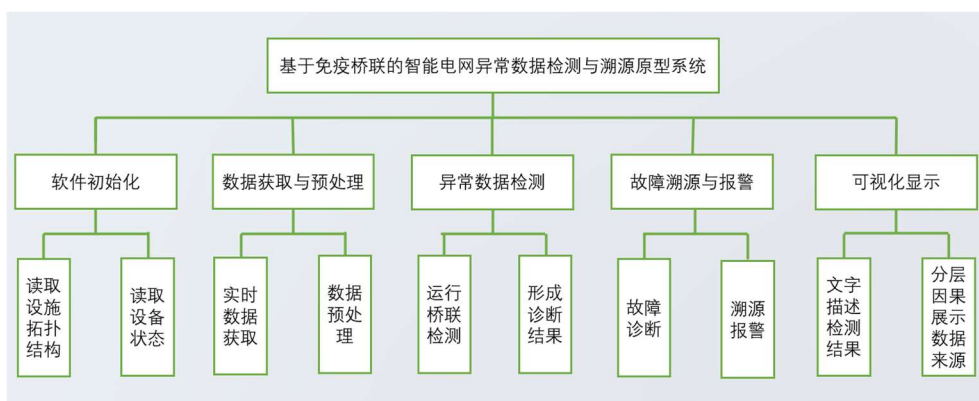 基于免疫桥联的智能电网异常数据检测与溯源原型系统
软件初始化
数据获取与预处理
异常数据检测
故障溯源与报警
可视化显示
读取
设施
拓扑
结构
读取
设备
状态
实时
数据
获取
数据
预处
理
运行
桥联
检测
形成
诊断
结果
故障
诊断
溯源
报警
文字
描述
检测
结果
分层
因果
展示
数据
来源